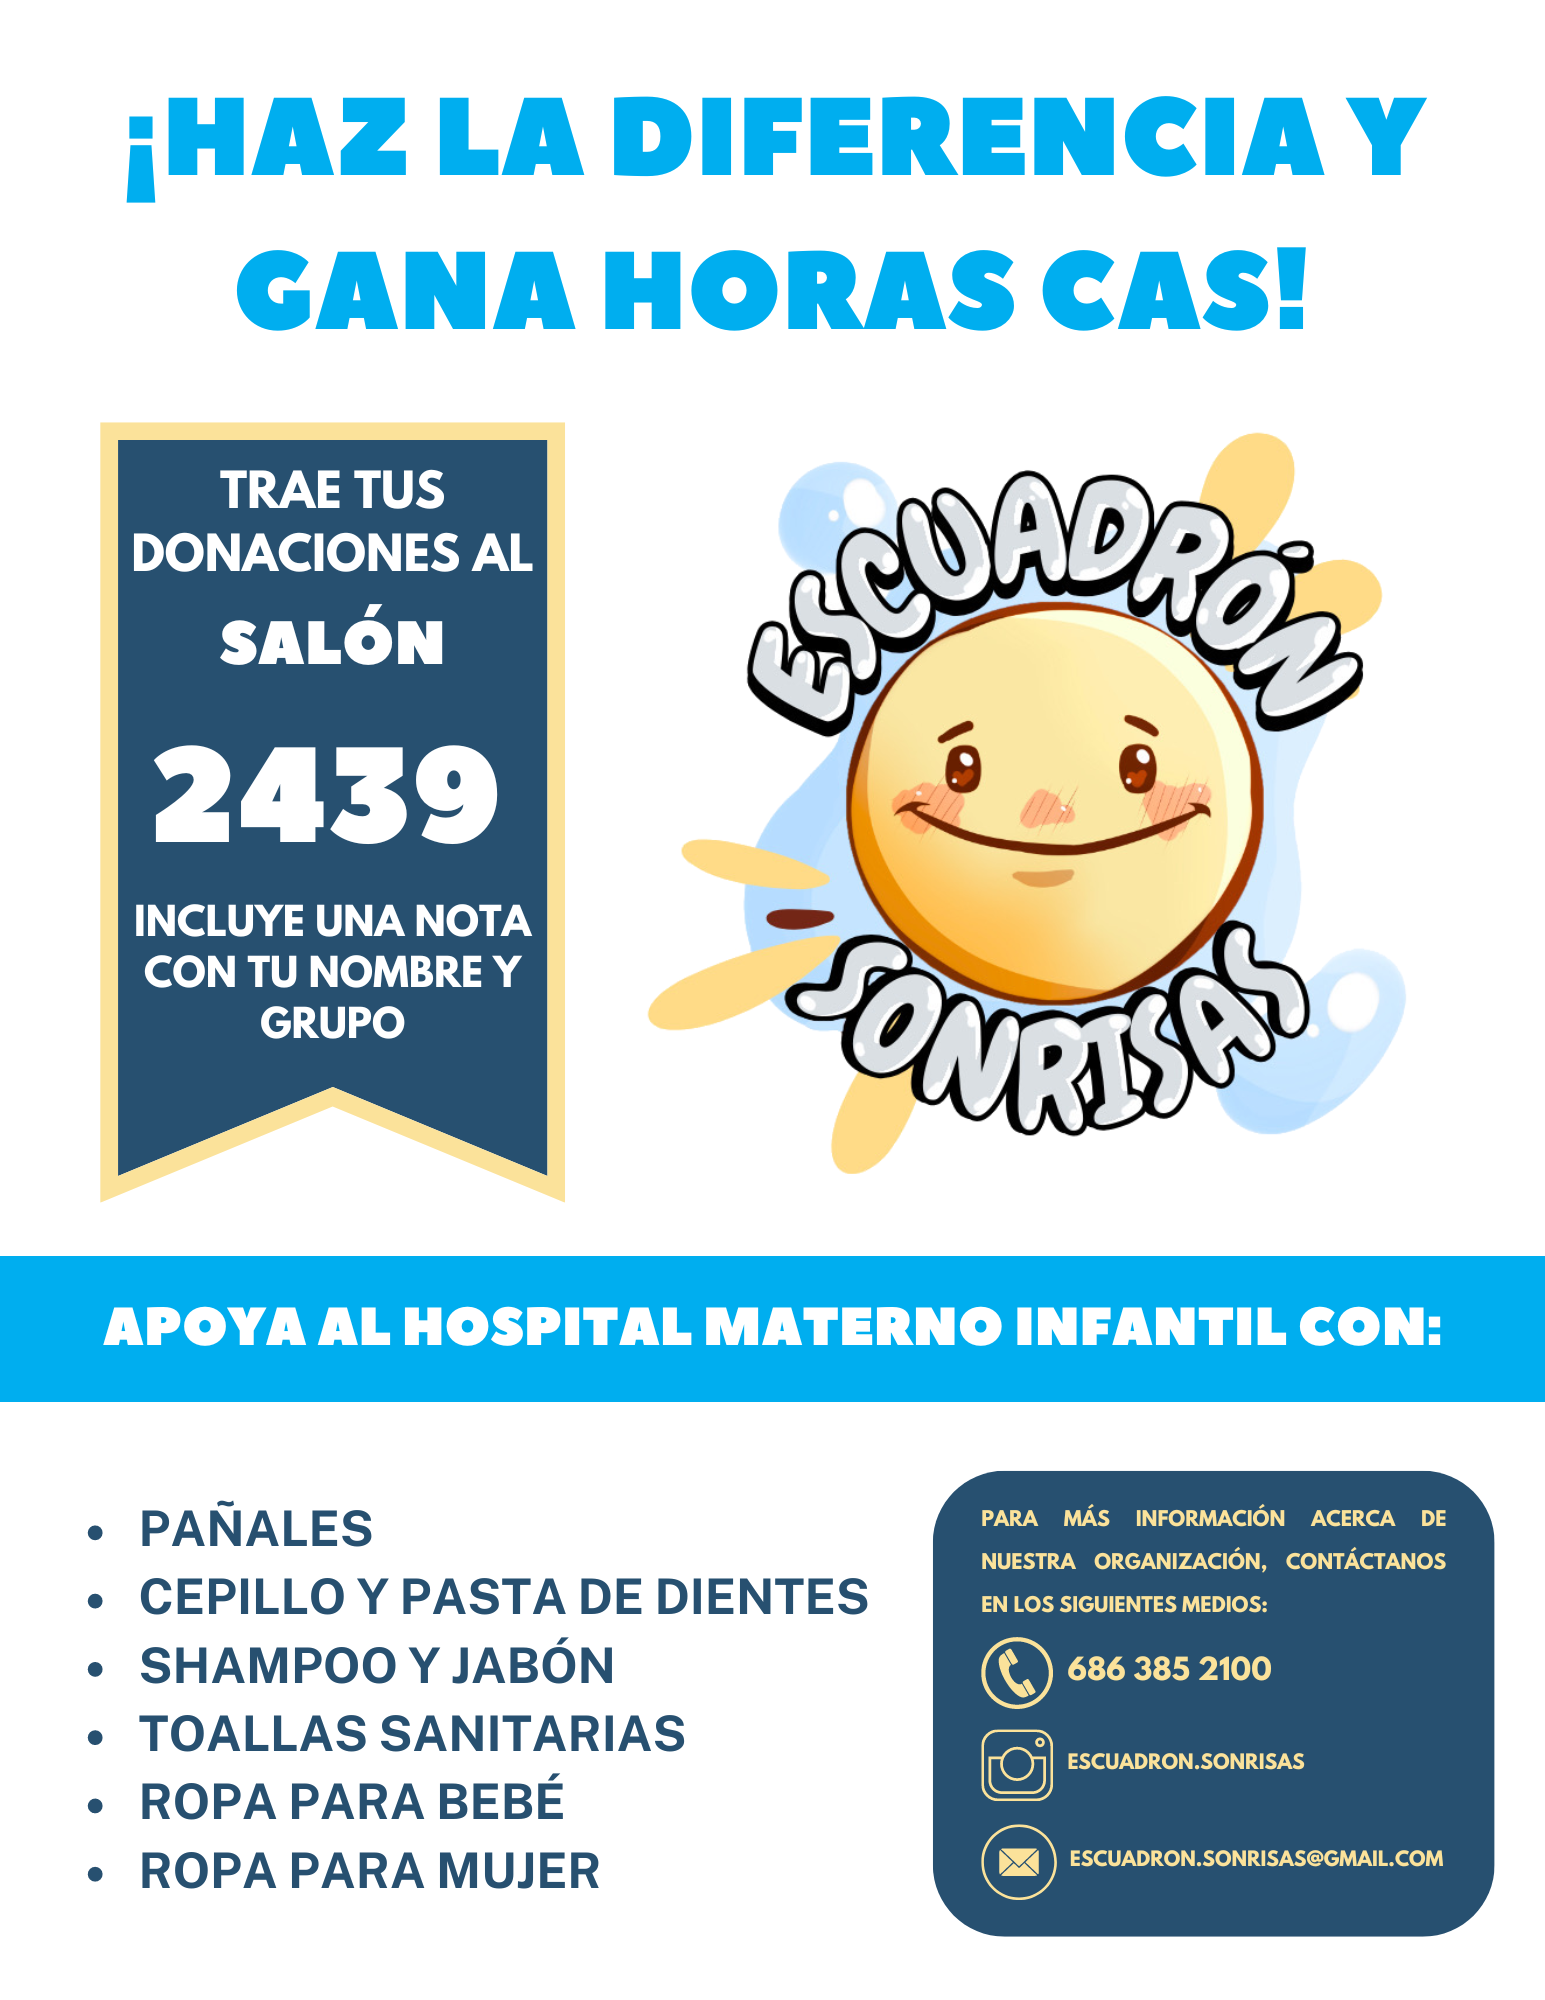 ¡HAZ LA DIFERENCIA Y
GANA HORAS CAS!
TRAE TUS
DONACIONES AL
SALÓN
2439
INCLUYE UNA NOTA
CON TU NOMBRE Y
GRUPO
ESCUADRÓN
SONRISAS
APOYA AL HOSPITAL MATERNO INFANTIL CON:
• PAÑALES
• CEPILLO Y PASTA DE DIENTES
• SHAMPOO Y JABÓN
• TOALLAS SANITARIAS
• ROPA PARA BEBÉ
• ROPA PARA MUJER
PARA MÁS INFORMACIÓN ACERCA DE
NUESTRA ORGANIZACIÓN, CONTÁCTANOS
EN LOS SIGUIENTES MEDIOS:
686 385 2100
ESCUADRON.SONRISAS
ESCUADRON.SONRISAS@GMAIL.COM